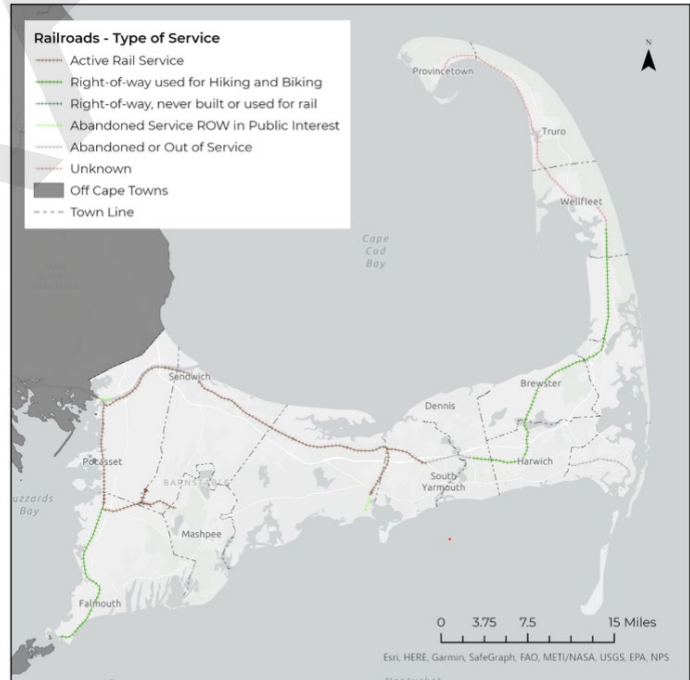 Railroads - Type of Service
Active Rail Service
Right-of-way used for Hiking and Biking
Right-of-way, never built or used for rail
Abandoned Service ROW in Public Interest
Abandoned or Out of Service
Unknown
Off Cape Towns
Town Line
N
Provincetown
Truro
Wellfleet
Cape
Cod
Bay
Sandwich
Brewster
Dennis
Pocasset
BARNSTABLE
Harwich
South
Yarmouth
uzzards
Bay
Mashpee
Falmouth
0 3.75 7.5 15 Miles
Esri, HERE, Garmin, SafeGraph, FAO, METI/NASA, USGS, EPA, NPS